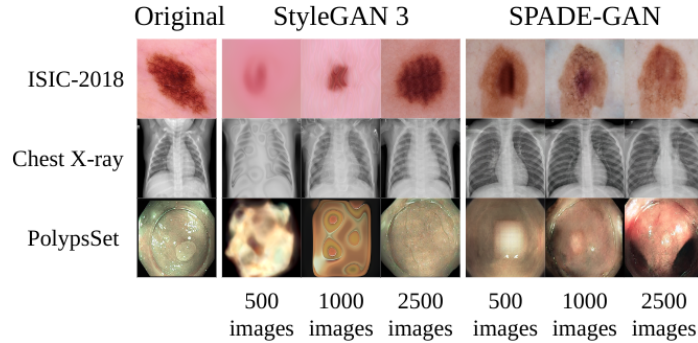 Original StyleGAN 3 SPADE-GAN
ISIC-2018
Chest X-ray
PolypsSet
500 1000 2500 500 1000 2500
images images images images images images